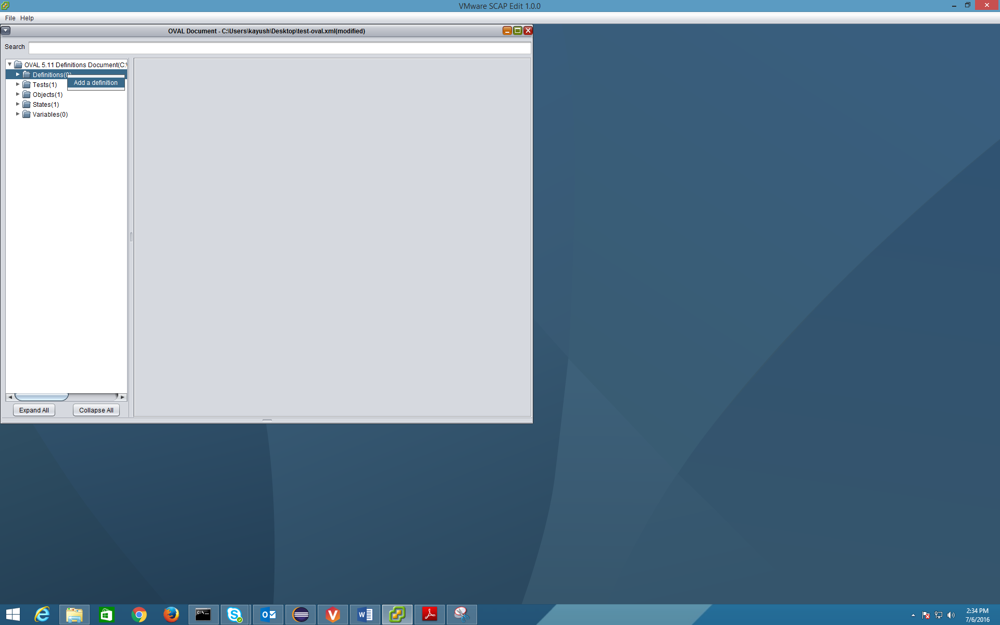 VMware SCAP Edit 1.0.0
File Help
OVAL Document - C:\Users\kayush\Desktop\test-oval.xml(modified)
Search
OVAL 5.11 Definitions Document(C:\
Definitions(0)
Add a definition
Tests(1)
Objects(1)
States(1)
Variables(0)
Expand All Collapse All
2:34 PM
7/6/2016